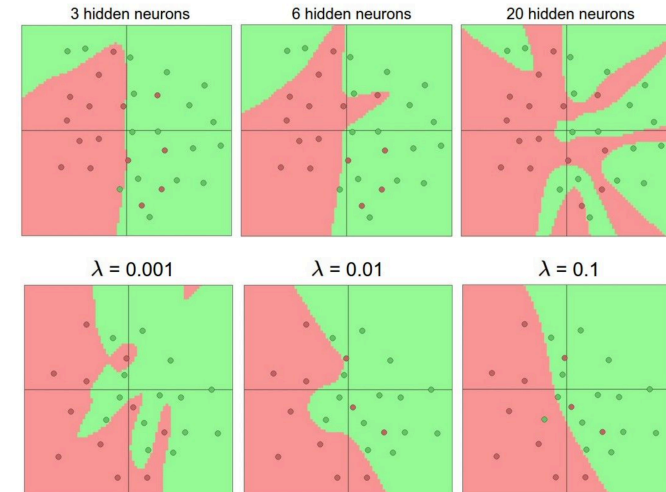 3 hidden neurons
6 hidden neurons
20 hidden neurons
λ = 0.001
λ = 0.01
λ = 0.1